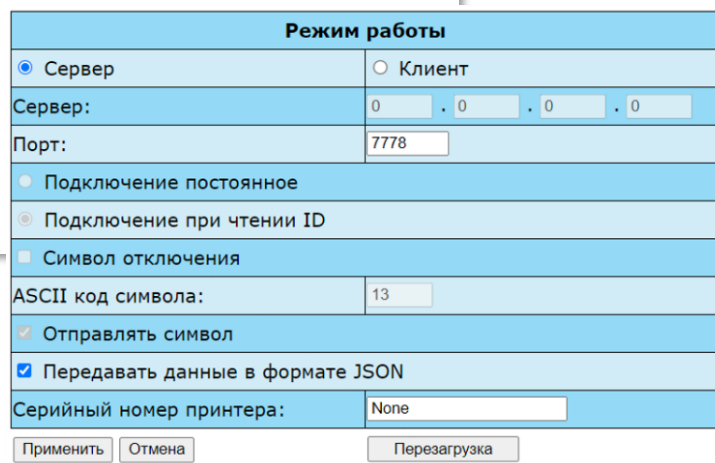 Режим работы
Сервер Клиент
Сервер: 0 . 0 . 0 . 0
Порт: 7778
Подключение постоянное
Подключение при чтении ID
Символ отключения
ASCII код символа: 13
Отправлять символ
Передавать данные в формате JSON
Серийный номер принтера: None
Применить Отмена Перезагрузка